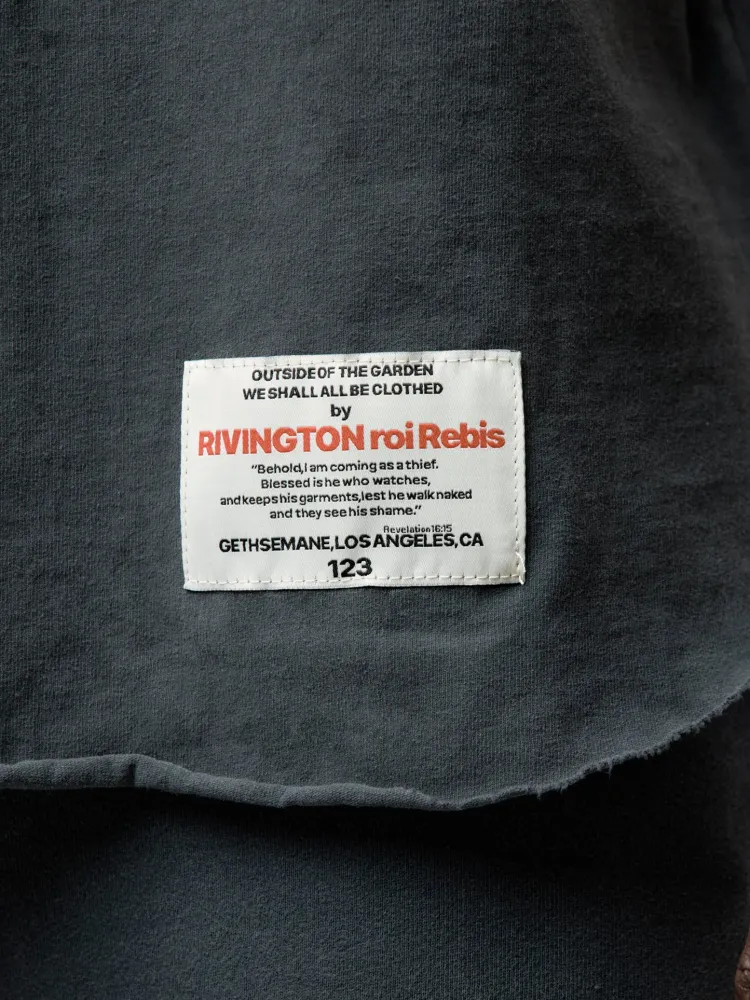 OUTSIDE OF THE GARDEN
WE SHALL ALL BE CLOTHED
by
RIVINGTON roi Rebis
"Behold, I am coming as a thief.
Blessed is he who watches,
and keeps his garments, lest he walk naked
and they see his shame."
Revelation 16:15
GETHSEMANE, LOS ANGELES, CA
123